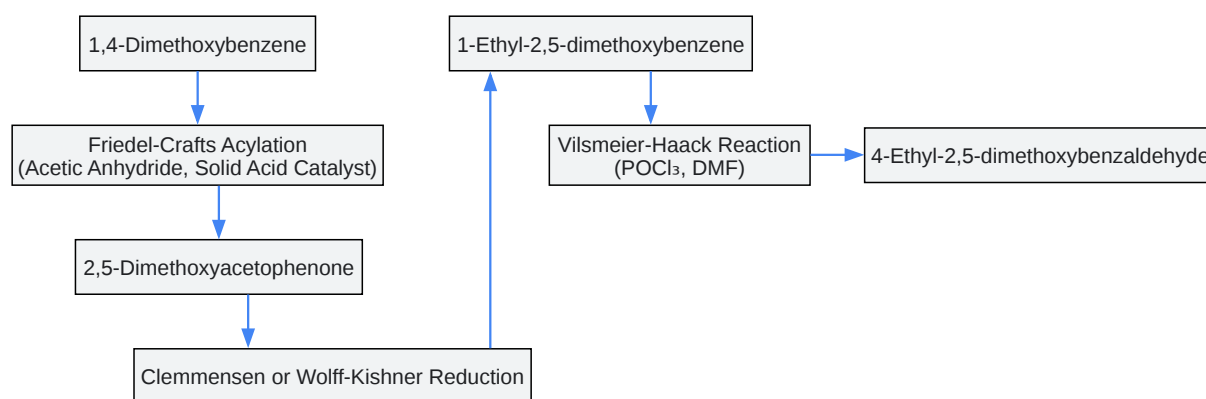 1,4-Dimethoxybenzene
Friedel-Crafts Acylation
(Acetic Anhydride, Solid Acid Catalyst)
2,5-Dimethoxyacetophenone
Clemmensen or Wolff-Kishner Reduction
1-Ethyl-2,5-dimethoxybenzene
Vilsmeier-Haack Reaction
(POCl₃, DMF)
4-Ethyl-2,5-dimethoxybenzaldehyde